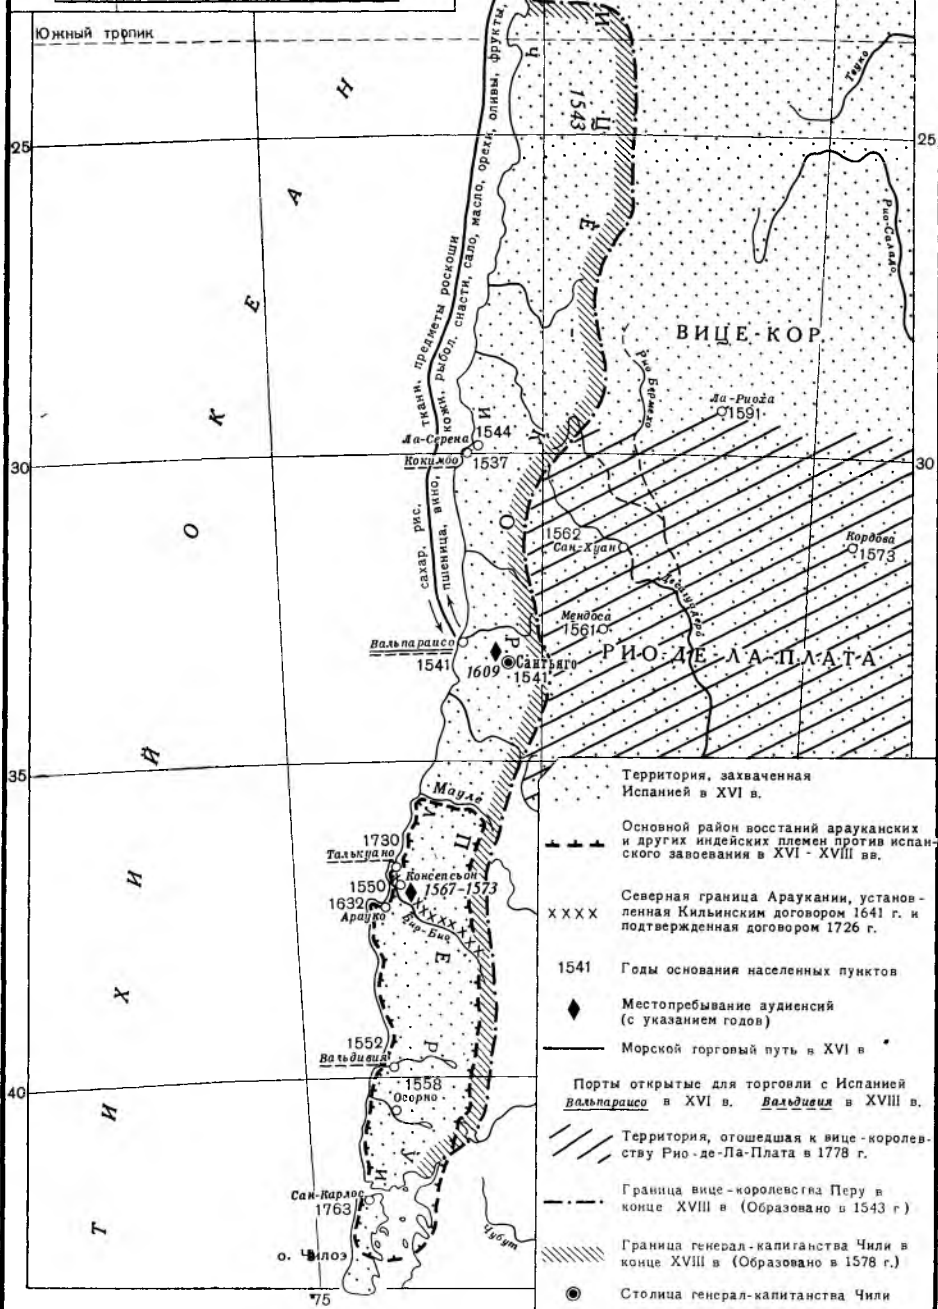 Южный тропик
ТИХИЙ ОКЕАН
25
30
35
40
75
25
30
ткани, предметы роскоши
сахар, рис,
пшеница, вино, кожи, рыбол. снасти, сало, масло, орехи, оливы, фрукты,
1543
ВИЦЕ-КОР
РИО-ДЕ-ЛА-ПЛАТА
Теуко
Рио-Саладо
Рио Бермехо
Ла-Риоха
1591
Ла-Серена
1544
Кокимбо
1537
1562
Сан-Хуан
Кордова
1573
Десагуадеро
Мендоса
1561
Вальпараисо
1541
1609
Сантьяго
1541
Мауле
1730
Талькуано
Консепсьон
1550
1567-1573
1632
Арауко
Био-Био
1552
Вальдивия
1558
Осорно
Сан-Карлос
1763
о. Чилоэ
Чубут
Территория, захваченная
Испанией в XVI в.
Основной район восстаний арауканских
и других индейских племен против испан-
ского завоевания в XVI - XVIII вв.
Северная граница Араукании, установ-
ленная Кильинским договором 1641 г. и
подтвержденная договором 1726 г.
1541 Годы основания населенных пунктов
Местопребывание аудиенсий
(с указанием годов)
Морской торговый путь в XVI в
Порты открытые для торговли с Испанией
Вальпараисо в XVI в. Вальдивия в XVIII в.
Территория, отошедшая к вице-королев-
ству Рио-де-Ла-Плата в 1778 г.
Граница вице-королевства Перу в
конце XVIII в (Образовано в 1543 г)
Граница генерал-капитанства Чили в
конце XVIII в (Образовано в 1578 г.)
Столица генерал-капитанства Чили